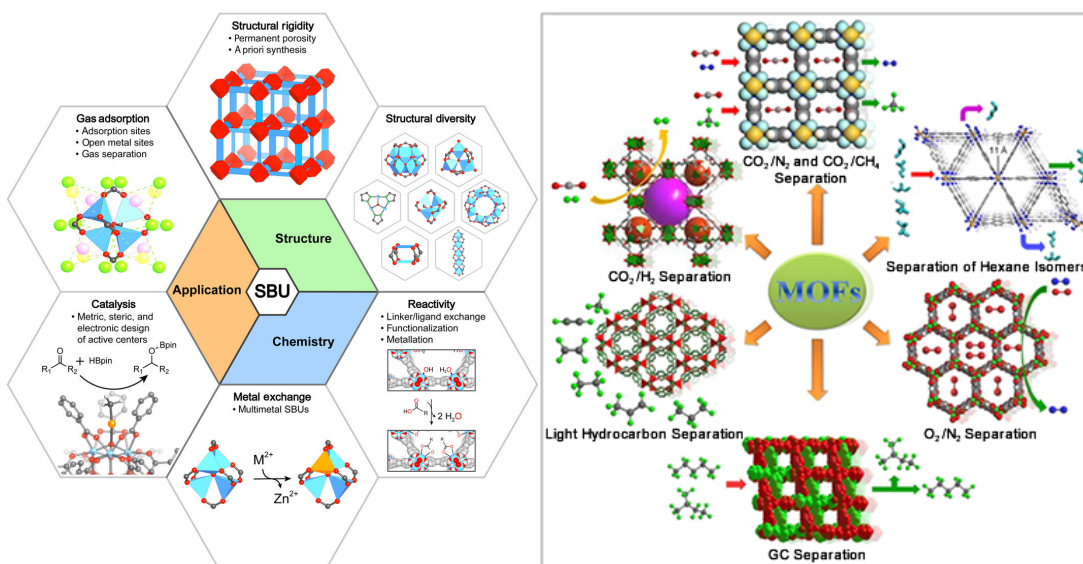 Structural rigidity
• Permanent porosity
• A priori synthesis
Gas adsorption
• Adsorption sites
• Open metal sites
• Gas separation
Structural diversity
Structure
Application
SBU
Chemistry
Catalysis
• Metric, steric, and
electronic design
of active centers
O
R1 R2
+ HBpin
O Bpin
R1 R2
Reactivity
• Linker/ligand exchange
• Functionalization
• Metallation
OH H2O
HO O R
2 H2O
Metal exchange
• Multimetal SBUs
M2+
Zn2+
CO2/N2 and CO2/CH4
Separation
11 Å
CO2/H2 Separation
Separation of Hexane Isomers
MOFs
Light Hydrocarbon Separation
O2/N2 Separation
GC Separation